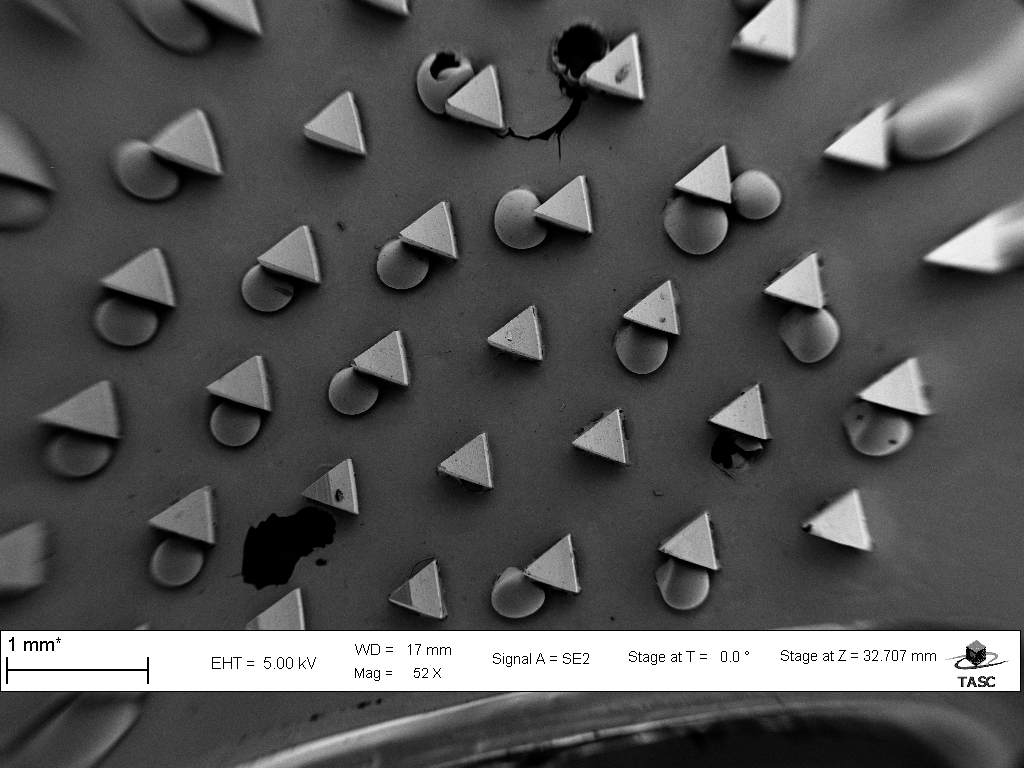 1 mm*
EHT = 5.00 kV
WD = 17 mm
Mag = 52 X
Signal A = SE2
Stage at T = 0.0 °
Stage at Z = 32.707 mm
TASC